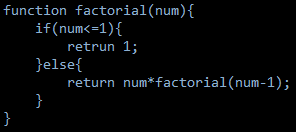 function factorial(num){
    if(num<=1){
        retrun 1;
    }else{
        return num*factorial(num-1);
    }
}